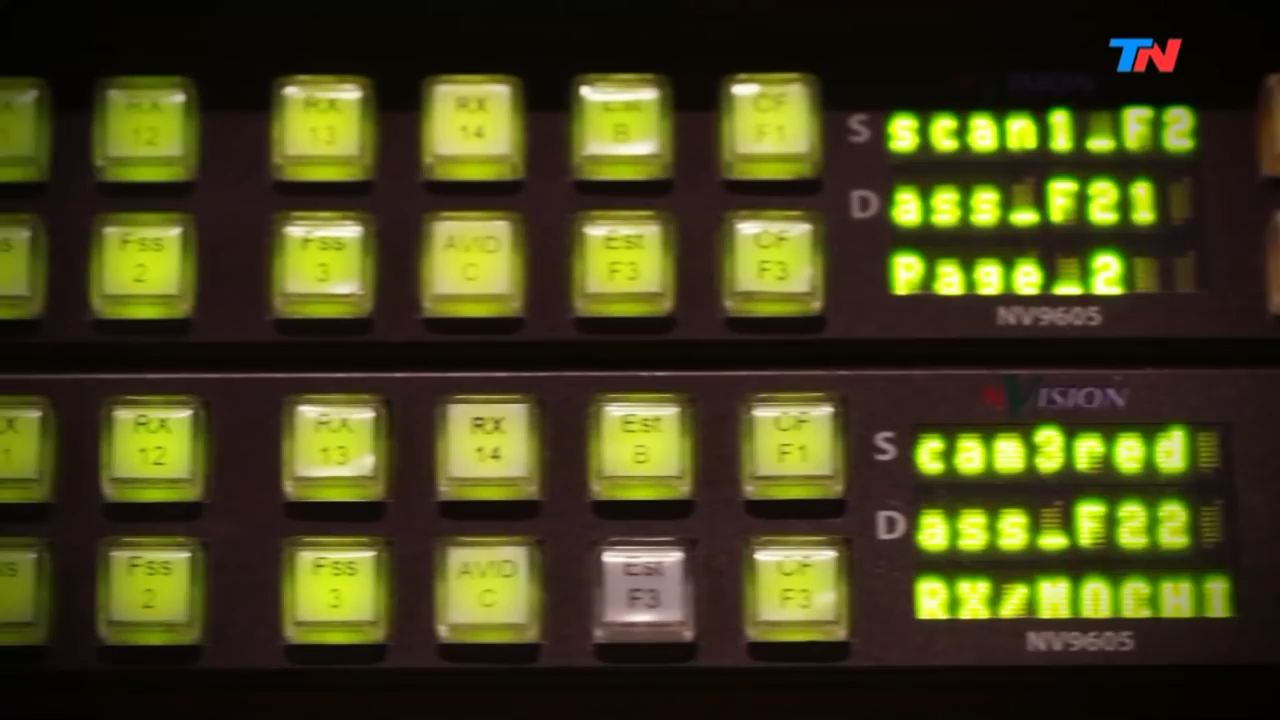 TN
RX 12 RX 13 RX 14 Est B CF F1
S scan1_F2
D ass_F21
Fss 2 Fss 3 AVID C Est F3 CF F3
Page_2
NV9605
NVISION
RX 12 RX 13 RX 14 Est B CF F1
S cam3red
D ass_F22
Fss 2 Fss 3 AVID C Est F3 CF F3
RX/MOCHI
NV9605